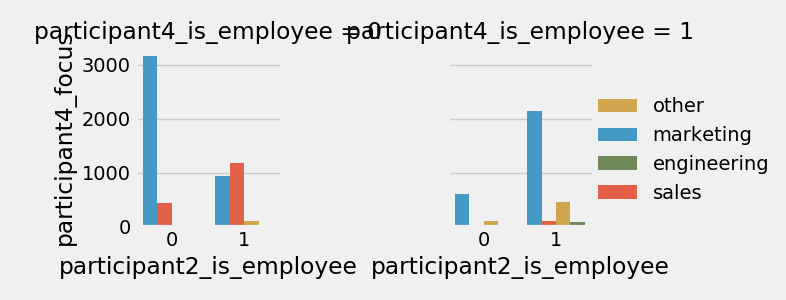 participant4_is_employee = 0
participant4_is_employee = 1
participant4_focus
3000
2000
1000
0
0 1
0 1
participant2_is_employee
participant2_is_employee
other
marketing
engineering
sales